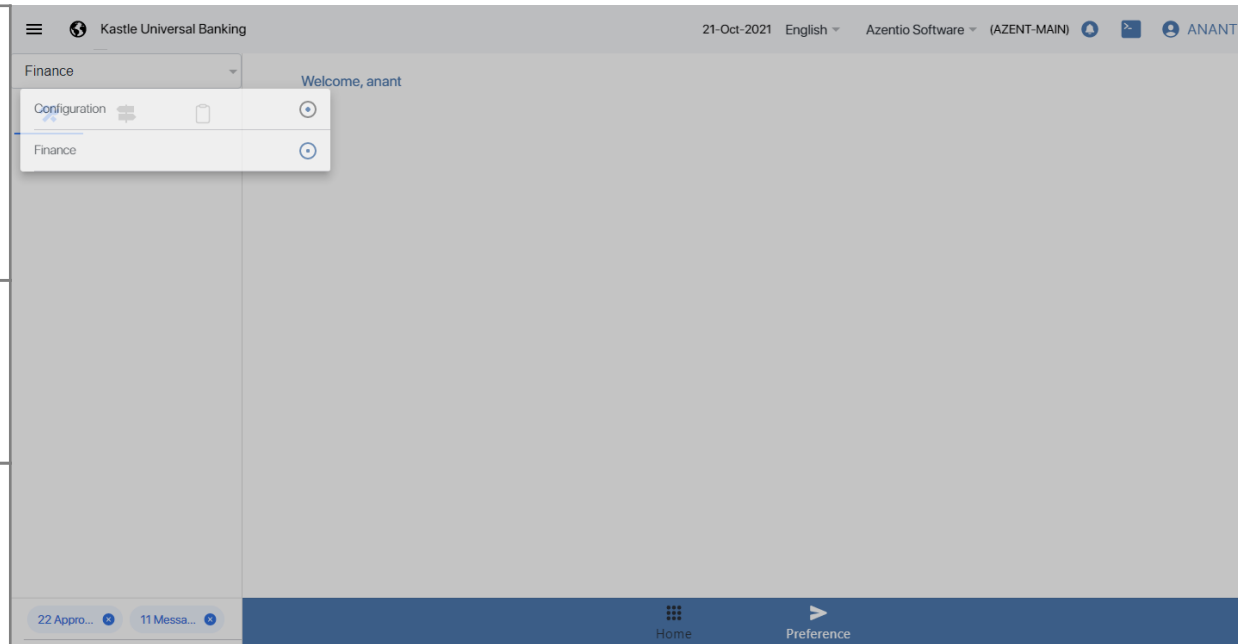 Kastle Universal Banking 21-Oct-2021 English Azentio Software (AZENT-MAIN) ANANT
Finance
Welcome, anant
Configuration
Finance
22 Appro... 11 Messa...
Home Preference